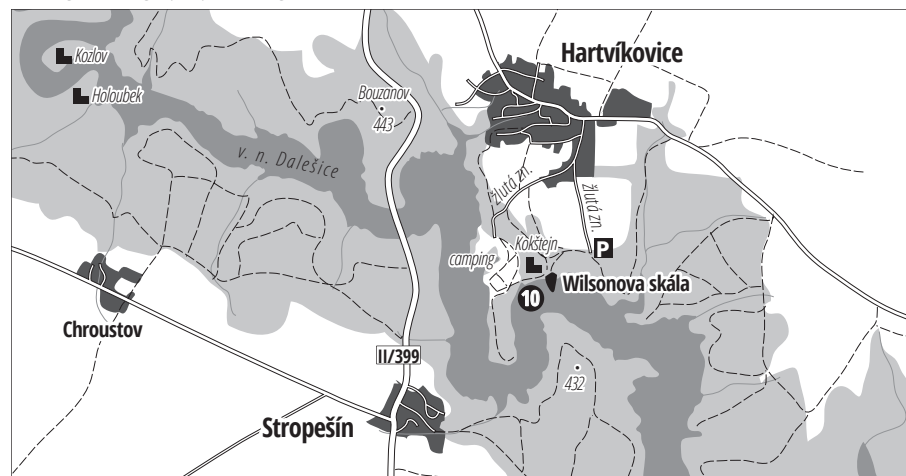 Kozlov
Holoubek
Hartvíkovice
Bouzanov
443
v. n. Dalešice
žlutá zn.
žlutá zn.
Kokštejn
camping
P
Wilsonova skála
10
Chroustov
II/399
432
Stropešín